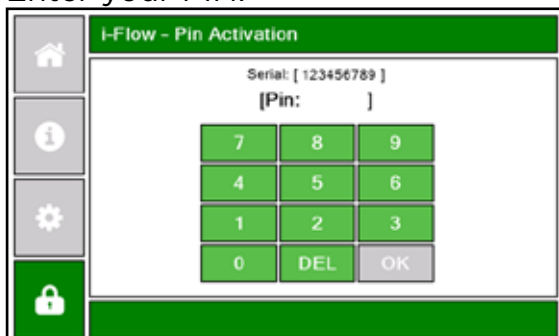 Enter your PIN.
i-Flow - Pin Activation
Serial: [ 123456789 ]
[Pin: ]
7 8 9
4 5 6
1 2 3
0 DEL OK